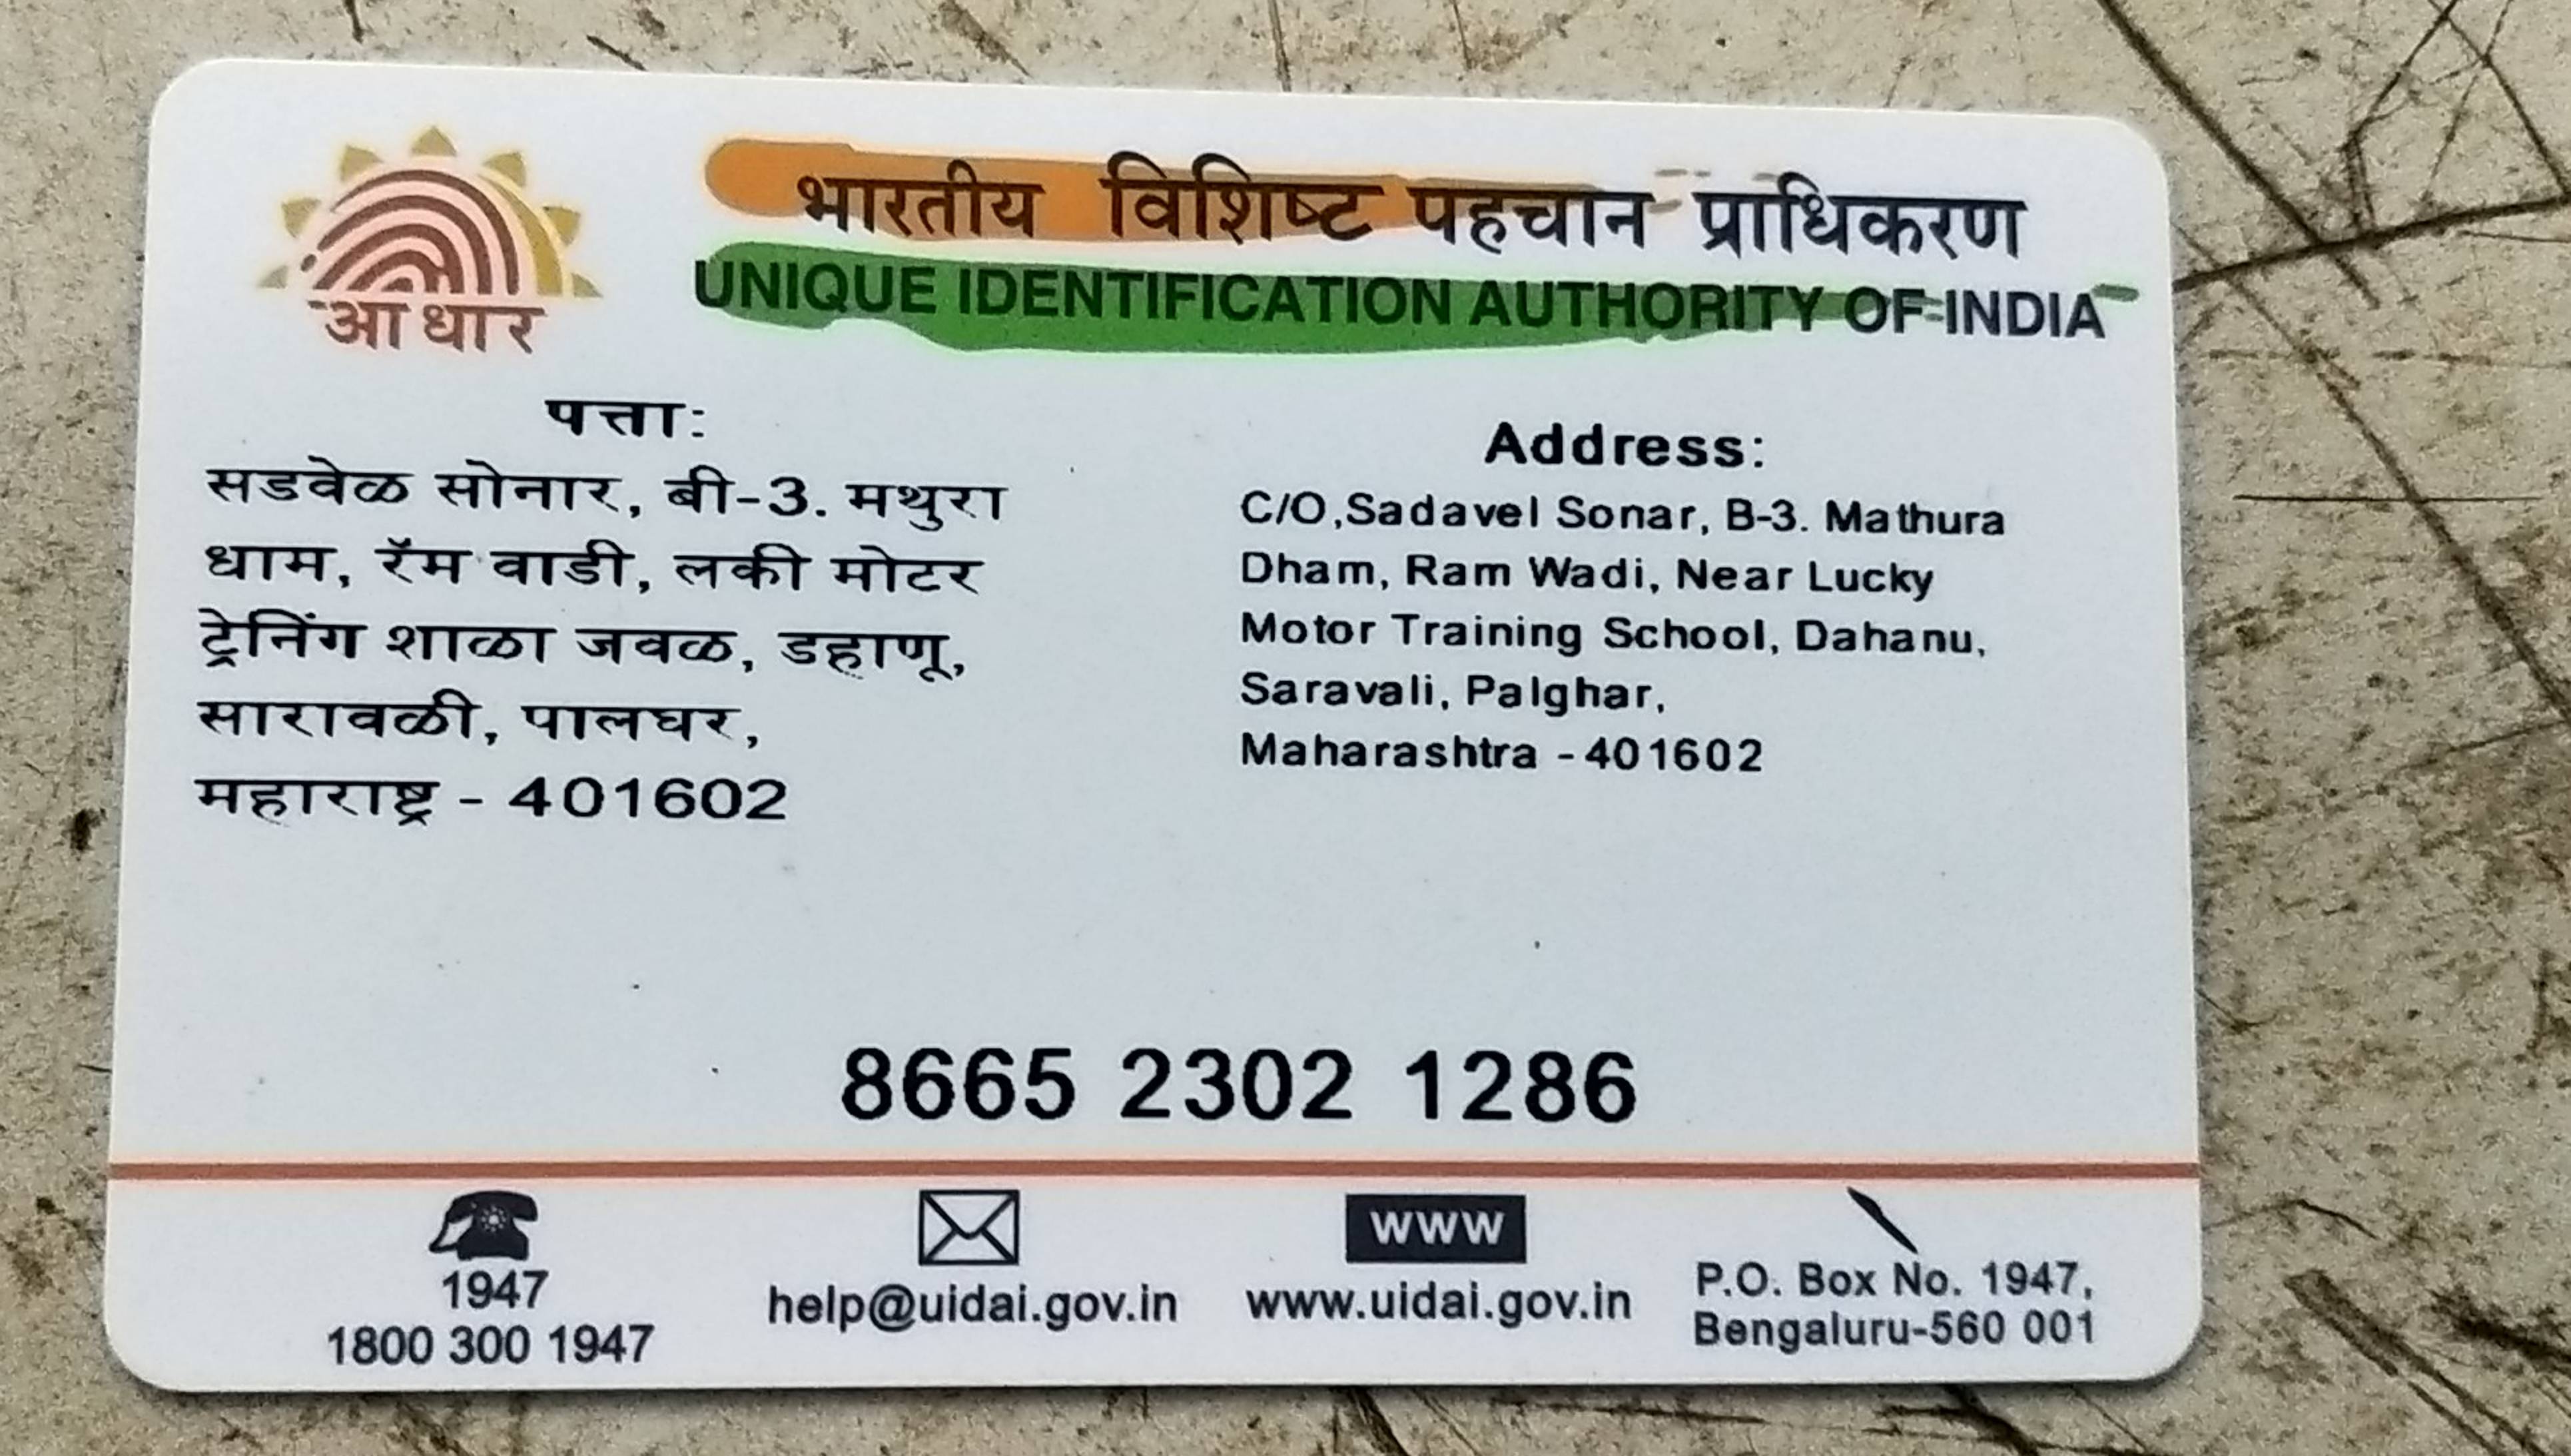 आधार
भारतीय विशिष्ट पहचान प्राधिकरण
UNIQUE IDENTIFICATION AUTHORITY OF INDIA
पत्ता:
सडवेळ सोनार, बी-3. मथुरा
धाम, रॅम वाडी, लकी मोटर
ट्रेनिंग शाळा जवळ, डहाणू,
सारावळी, पालघर,
महाराष्ट्र - 401602
Address:
C/O,Sadavel Sonar, B-3. Mathura
Dham, Ram Wadi, Near Lucky
Motor Training School, Dahanu,
Saravali, Palghar,
Maharashtra - 401602
8665 2302 1286
1947
1800 300 1947
help@uidai.gov.in
www
www.uidai.gov.in
P.O. Box No. 1947,
Bengaluru-560 001